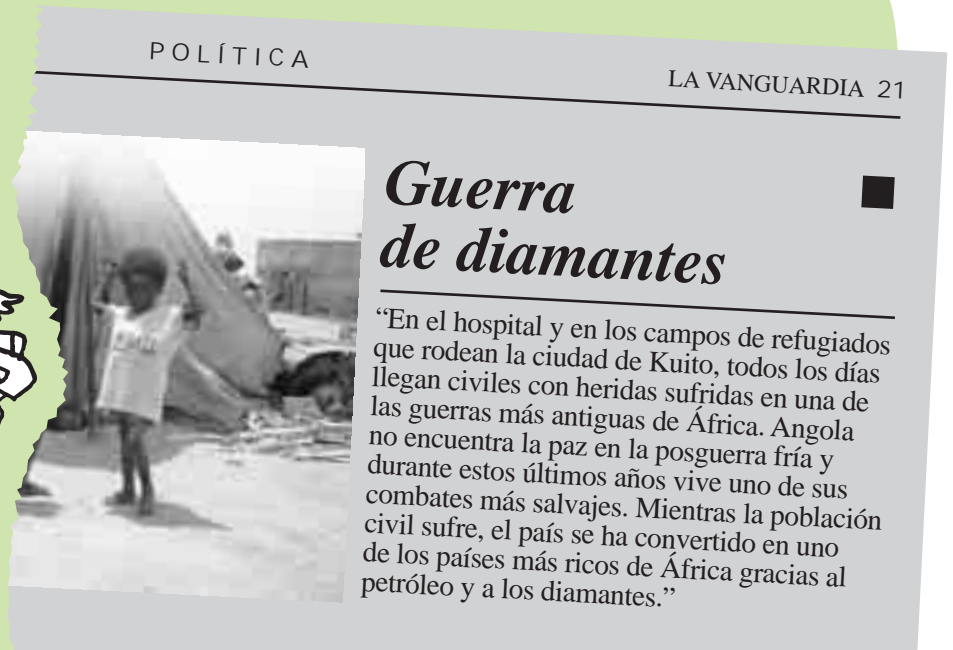 POLÍTICA
LA VANGUARDIA 21
Guerra
de diamantes
“En el hospital y en los campos de refugiados
que rodean la ciudad de Kuito, todos los días
llegan civiles con heridas sufridas en una de
las guerras más antiguas de África. Angola
no encuentra la paz en la posguerra fría y
durante estos últimos años vive uno de sus
combates más salvajes. Mientras la población
civil sufre, el país se ha convertido en uno
de los países más ricos de África gracias al
petróleo y a los diamantes.”